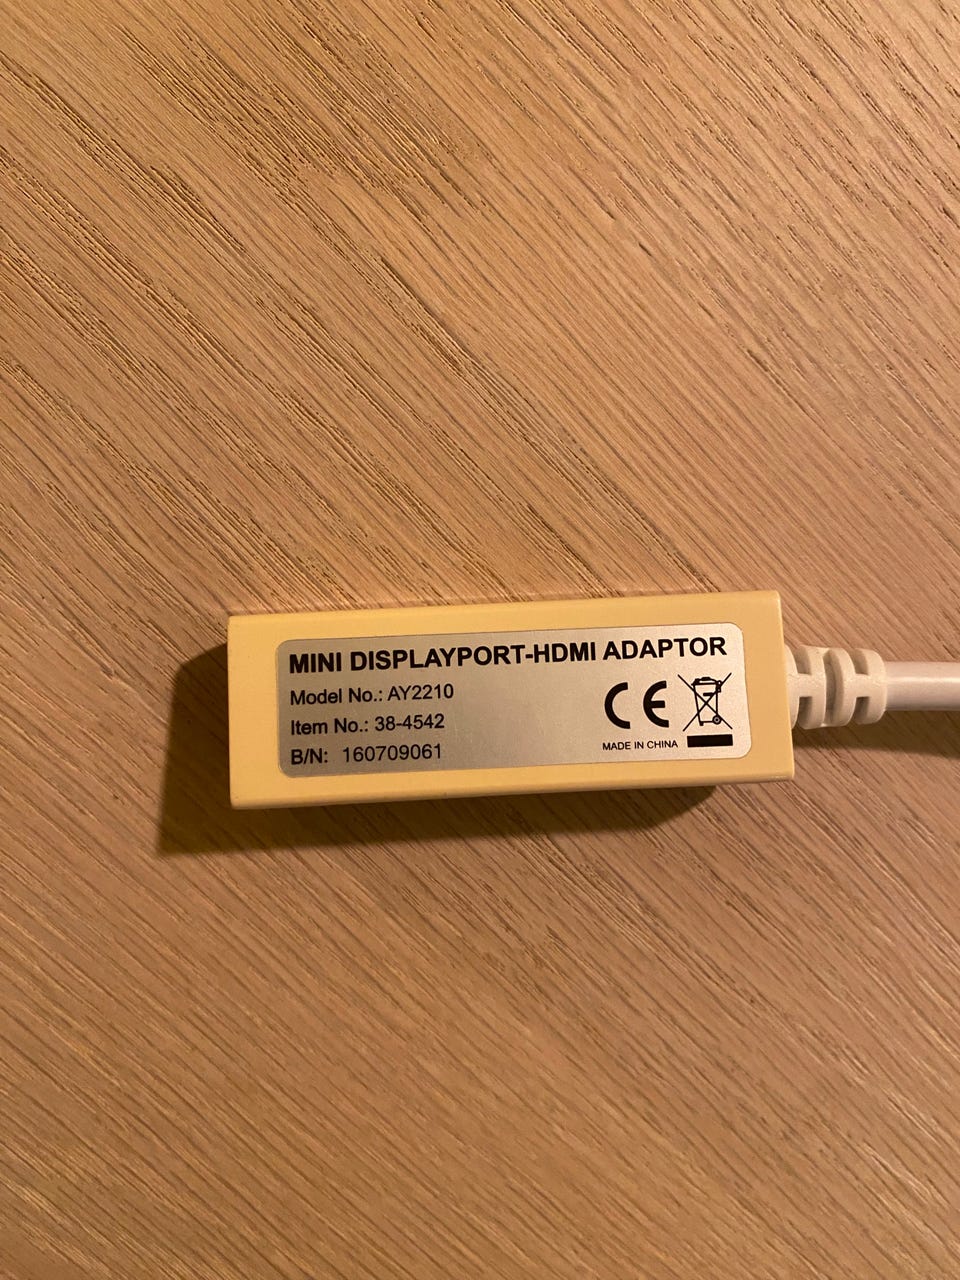 MINI DISPLAYPORT-HDMI ADAPTOR
Model No.: AY2210
Item No.: 38-4542
B/N: 160709061
CE
MADE IN CHINA